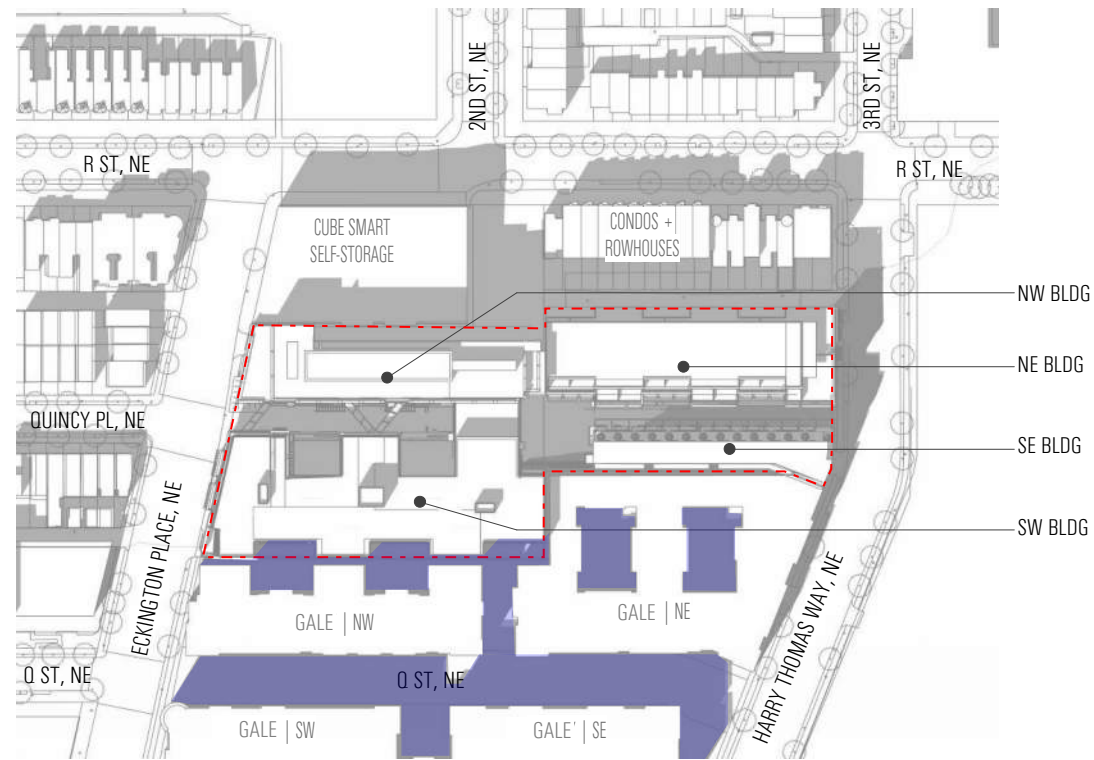 2ND ST, NE
3RD ST, NE
R ST, NE
R ST, NE
CUBE SMART
SELF-STORAGE
CONDOS +
ROWHOUSES
NW BLDG
NE BLDG
QUINCY PL, NE
SE BLDG
SW BLDG
ECKINGTON PLACE, NE
GALE | NW
GALE | NE
HARRY THOMAS WAY, NE
Q ST, NE
Q ST, NE
GALE | SW
GALE' | SE